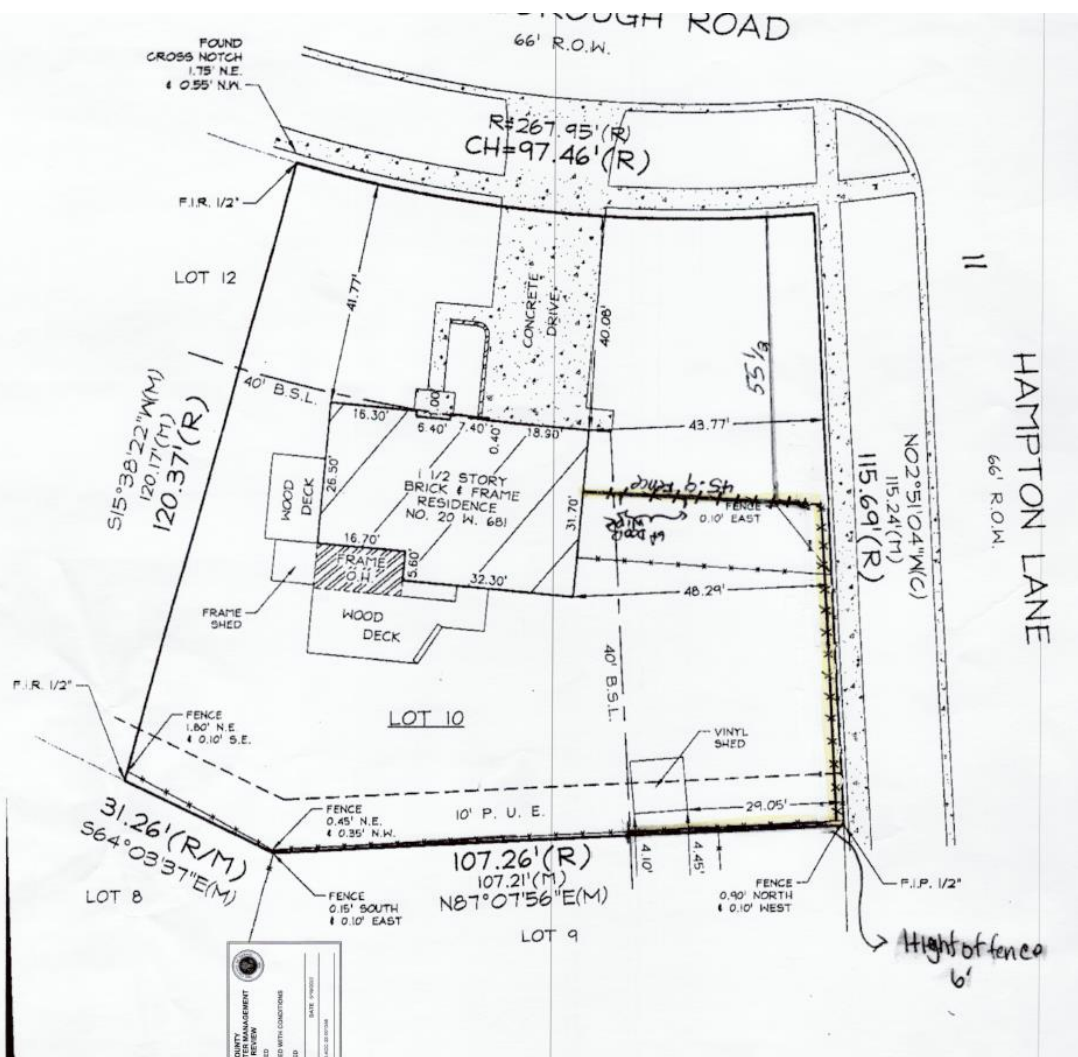 66' R.O.W.
FOUND
CROSS NOTCH
1.75' N.E.
& 0.55' N.W.
R=267.95'(R)
CH=97.46'(R)
F.I.R. 1/2"
LOT 12
41.77'
CONCRETE
DRIVE
40.08'
55 1/2
11
HAMPTON LANE
66' R.O.W.
40' B.S.L.
16.30'
6.40'
7.40'
0.40'
18.90'
43.77'
S15°38'22"W(M)
120.17'(M)
120.37'(R)
N02°51'04"W(C)
115.24'(M)
115.69'(R)
26.50'
WOOD
DECK
1 1/2 STORY
BRICK & FRAME
RESIDENCE
NO. 20 W. 681
31.70'
45.9 fence
FENCE
0.10' EAST
16.70'
FRAME
O.H.
5.60'
32.30'
48.29'
FRAME
SHED
WOOD
DECK
40' B.S.L.
F.I.R. 1/2"
FENCE
1.80' N.E
& 0.10' S.E.
LOT 10
VINYL
SHED
29.05'
10' P. U. E.
FENCE
0.45' N.E.
& 0.35' N.W.
31.26'(R/M)
S64°03'37"E(M)
LOT 8
107.26'(R)
107.21'(M)
N87°07'56"E(M)
4.10'
4.45'
FENCE
0.15' SOUTH
& 0.10' EAST
FENCE
0.90' NORTH
& 0.10' WEST
F.I.P. 1/2"
LOT 9
Hight of fence
6'